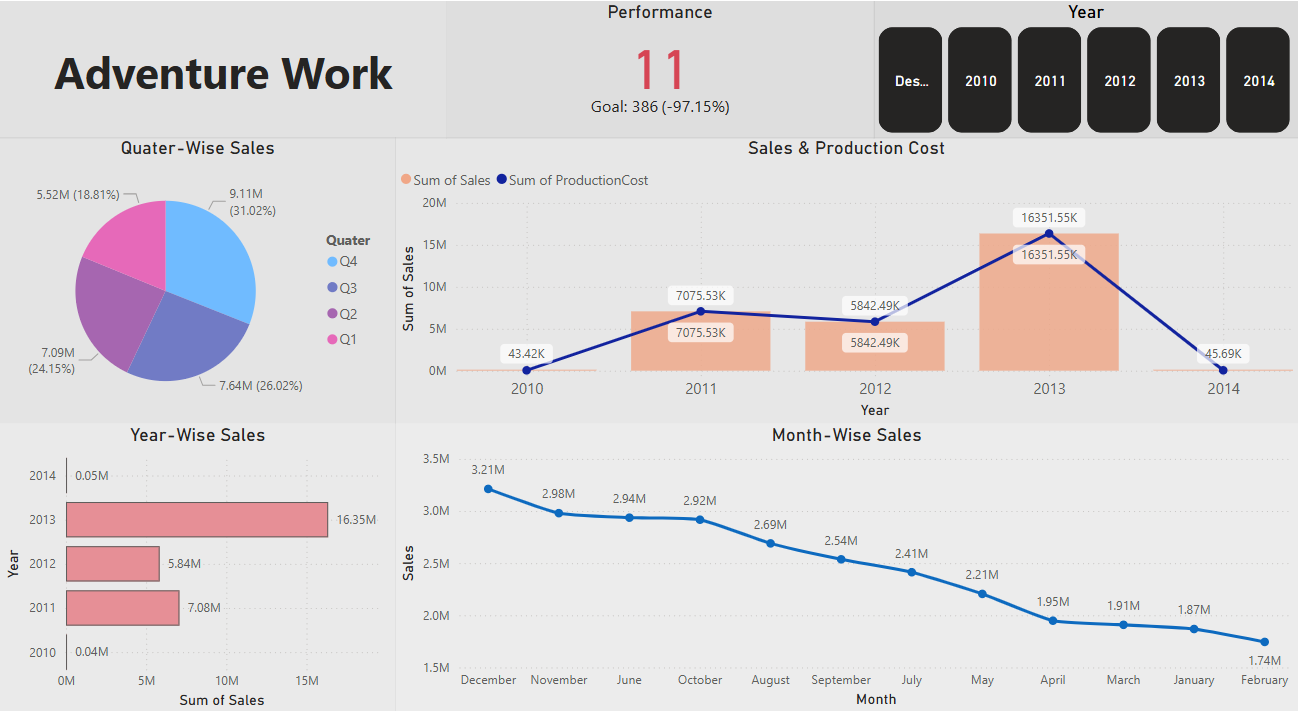 Adventure Work
Performance
11
Goal: 386 (-97.15%)
Year
Des...
2010
2011
2012
2013
2014
Quater-Wise Sales
5.52M (18.81%)
9.11M
(31.02%)
7.09M
(24.15%)
7.64M (26.02%)
Quater
Q4
Q3
Q2
Q1
Sales & Production Cost
Sum of Sales
Sum of ProductionCost
Sum of Sales
20M
15M
10M
5M
0M
43.42K
7075.53K
7075.53K
5842.49K
5842.49K
16351.55K
16351.55K
45.69K
2010
2011
2012
2013
2014
Year
Year-Wise Sales
Year
2014
0.05M
2013
16.35M
2012
5.84M
2011
7.08M
2010
0.04M
0M
5M
10M
15M
Sum of Sales
Month-Wise Sales
Sales
3.5M
3.0M
2.5M
2.0M
1.5M
3.21M
2.98M
2.94M
2.92M
2.69M
2.54M
2.41M
2.21M
1.95M
1.91M
1.87M
1.74M
December
November
June
October
August
September
July
May
April
March
January
February
Month